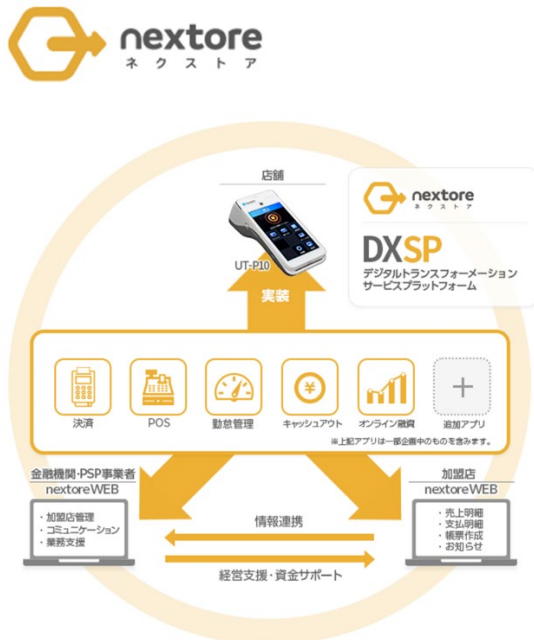 nextore
ネクストア
店舗
nextore
ネクストア
DXSP
デジタルトランスフォーメーション
サービスプラットフォーム
UT-P10
実装
決済
POS
勤怠管理
キャッシュアウト
オンライン融資
追加アプリ
※上記アプリは一部企画中のものを含みます。
金融機関・PSP事業者
nextoreWEB
・加盟店管理
・コミュニケーション
・業務支援
加盟店
nextoreWEB
・売上明細
・支払明細
・帳票作成
・お知らせ
情報連携
経営支援・資金サポート